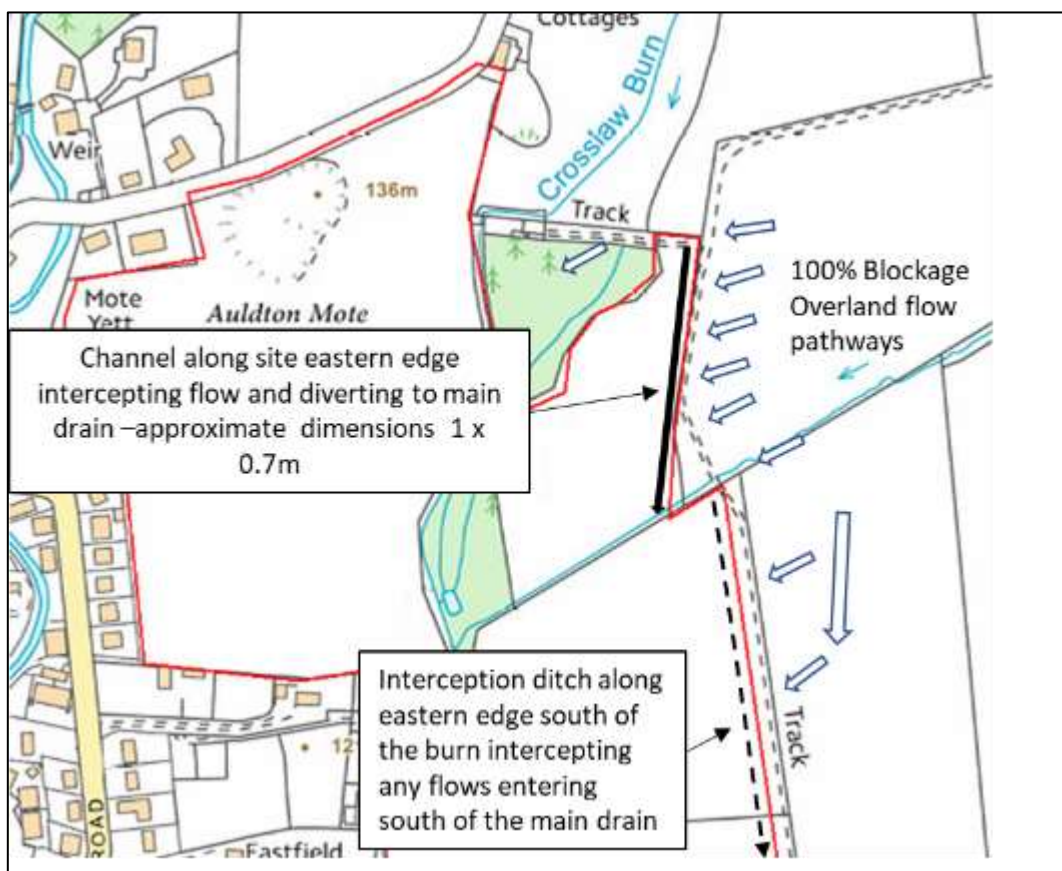 Cottages
Crosslaw Burn
Weir
136m
Track
100% Blockage
Overland flow
pathways
Mote
Yett
Auldton Mote
Channel along site eastern edge
intercepting flow and diverting to main
drain –approximate dimensions 1 x
0.7m
Interception ditch along
eastern edge south of
the burn intercepting
any flows entering
south of the main drain
Track
ROAD
Eastfield